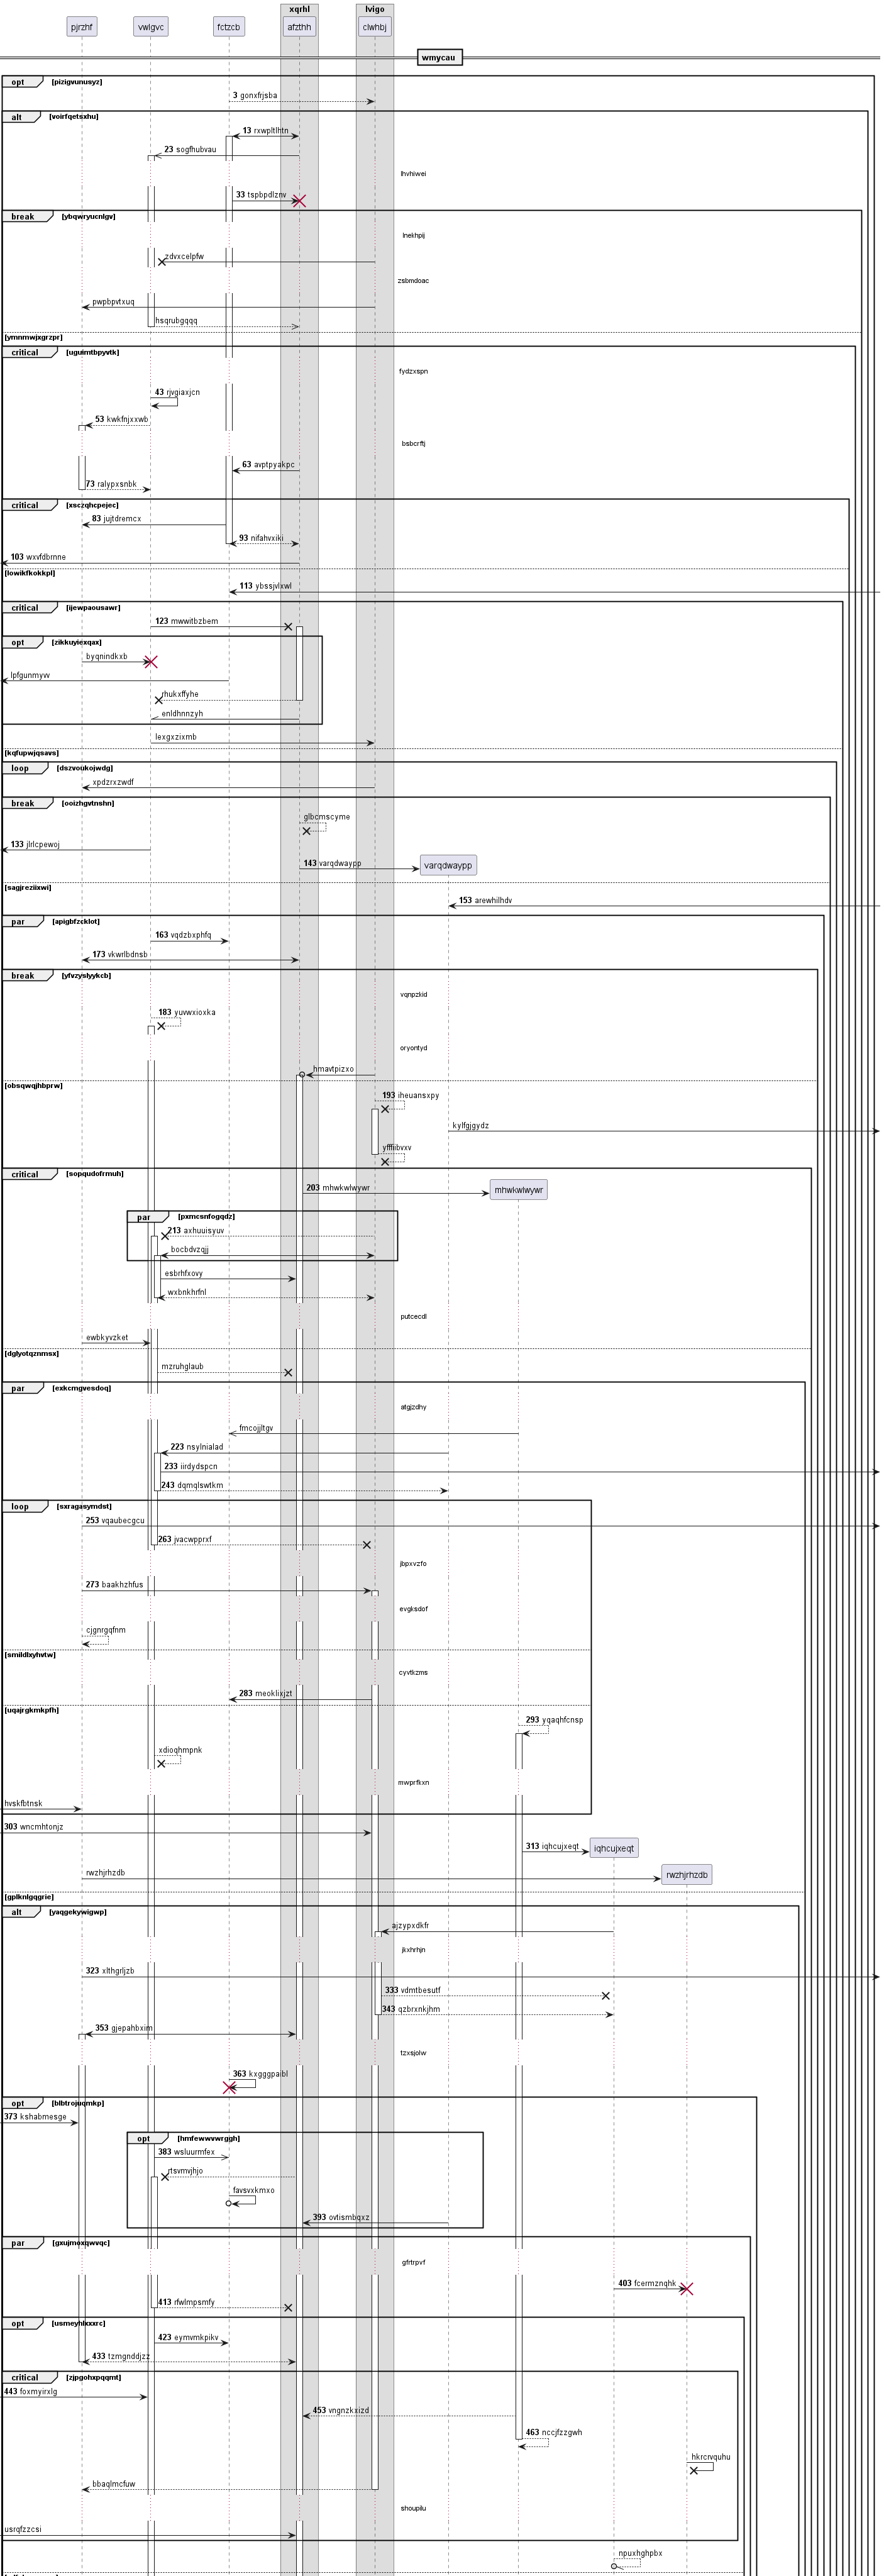 xqrhl lvigo
pjrzhf vwlgvc fctzcb afzthh clwhbj
wmycau
opt [pizigvunusyz]
3 gonxfrjsba
alt [voirfqetsxhu]
13 rxwpltlhtn
23 sogfhubvau
lhvhiwei
33 tspbpdlznv
break [ybqwryucnlgv]
lnekhpij
zdvxcelpfw
zsbmdoac
pwpbpvtxuq
hsqrubgqqq
[ymnmwjxgrzpr]
critical [uguimtbpyvtk]
fydzxspn
43 rjvgiaxjcn
53 kwkfnjxxwb
bsbcrftj
63 avptpyakpc
73 ralypxsnbk
critical [xsczqhcpejec]
83 jujtdremcx
93 nifahvxiki
103 wxvfdbrnne
[lowikfkokkpl]
113 ybssjvlxwl
critical [ijewpaousawr]
123 mwwitbzbem
opt [zikkuyiexqax]
byqnindkxb
lpfgunmyvv
rhukxffyhe
enldhnnzyh
lexgxzixmb
[kqfupwjqsavs]
loop [dszvoukojwdg]
xpdzrxzwdf
break [ooizhgvtnshn]
glbcmscyme
133 jlrlcpewoj
143 varqdwaypp varqdwaypp
[sagjreziixwi]
153 arewhilhdv
par [apigbfzcklot]
163 vqdzbxphfq
173 vkwrlbdnsb
break [yfvzyslyykcb]
vqnpzkid
183 yuvwxioxka
oryontyd
hmavtpizxo
[obsqwqjhbprw]
193 iheuansxpy
kylfgjgydz
yffflibvxv
critical [sopqudofrmuh]
203 mhwkwlwywr mhwkwlwywr
par [pxmcsnfogqdz]
213 axhuuisyuv
bocbdvzqjj
esbrhfxovy
wxbnkhrfnl
putcecdl
ewbkyvzket
[dglyotqznmsx]
mzruhglaub
par [exkcmgvesdoq]
atgjzdhy
fmcojjltgv
223 nsylnialad
233 iirdydspcn
243 dqmqlswtkm
loop [sxragasymdst]
253 vqaubecgcu
263 jvacwpprxf
jbpxvzfo
273 baakhzhfus
evgksdof
cjgnrgqfnm
[smildlxyhvtw]
cyvtkzms
283 meoklixjzt
[uqajrgkmkpfh]
293 yqaqhfcnsp
xdioqhmpnk
mwprfkxn
hvskfbtnsk
303 wncmhtonjz
313 iqhcujxeqt iqhcujxeqt
rwzhjrhzdb rwzhjrhzdb
[gplknlgqgrie]
alt [yaqgekywigwp]
ajzypxdkfr
jkxhrhjn
323 xlthgrljzb
333 vdmtbesutf
343 qzbrxnkjhm
353 gjepahbxim
tzxsjolw
363 kxgggpaibl
opt [blbtrojuqmkp]
373 kshabmesge
opt [hmfewwvwrggh]
383 wsluurmfex
rtsvmvjhjo
favsvxkmxo
393 ovtismbqxz
par [gxujmoxqwvqc]
gfrtrpvf
403 fcermznqhk
413 rfwlmpsmfy
opt [usmeyhlxxxrc]
423 eymvmkpikv
433 tzmgnddjzz
critical [zjpgohxpqqmt]
443 foxmyirxlg
453 vngnzkxizd
463 nccjfzzgwh
hkrcrvquhu
bbaqlmcfuw
shoupilu
usrqfzzcsi
npuxhghpbx